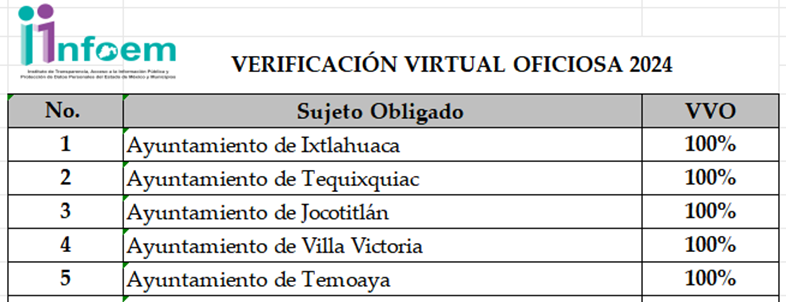 infoem
Instituto de Transparencia, Acceso a la Información Pública y
Protección de Datos Personales del Estado de México y Municipios
VERIFICACIÓN VIRTUAL OFICIOSA 2024
No. Sujeto Obligado VVO
1 Ayuntamiento de Ixtlahuaca 100%
2 Ayuntamiento de Tequixquiac 100%
3 Ayuntamiento de Jocotitlán 100%
4 Ayuntamiento de Villa Victoria 100%
5 Ayuntamiento de Temoaya 100%